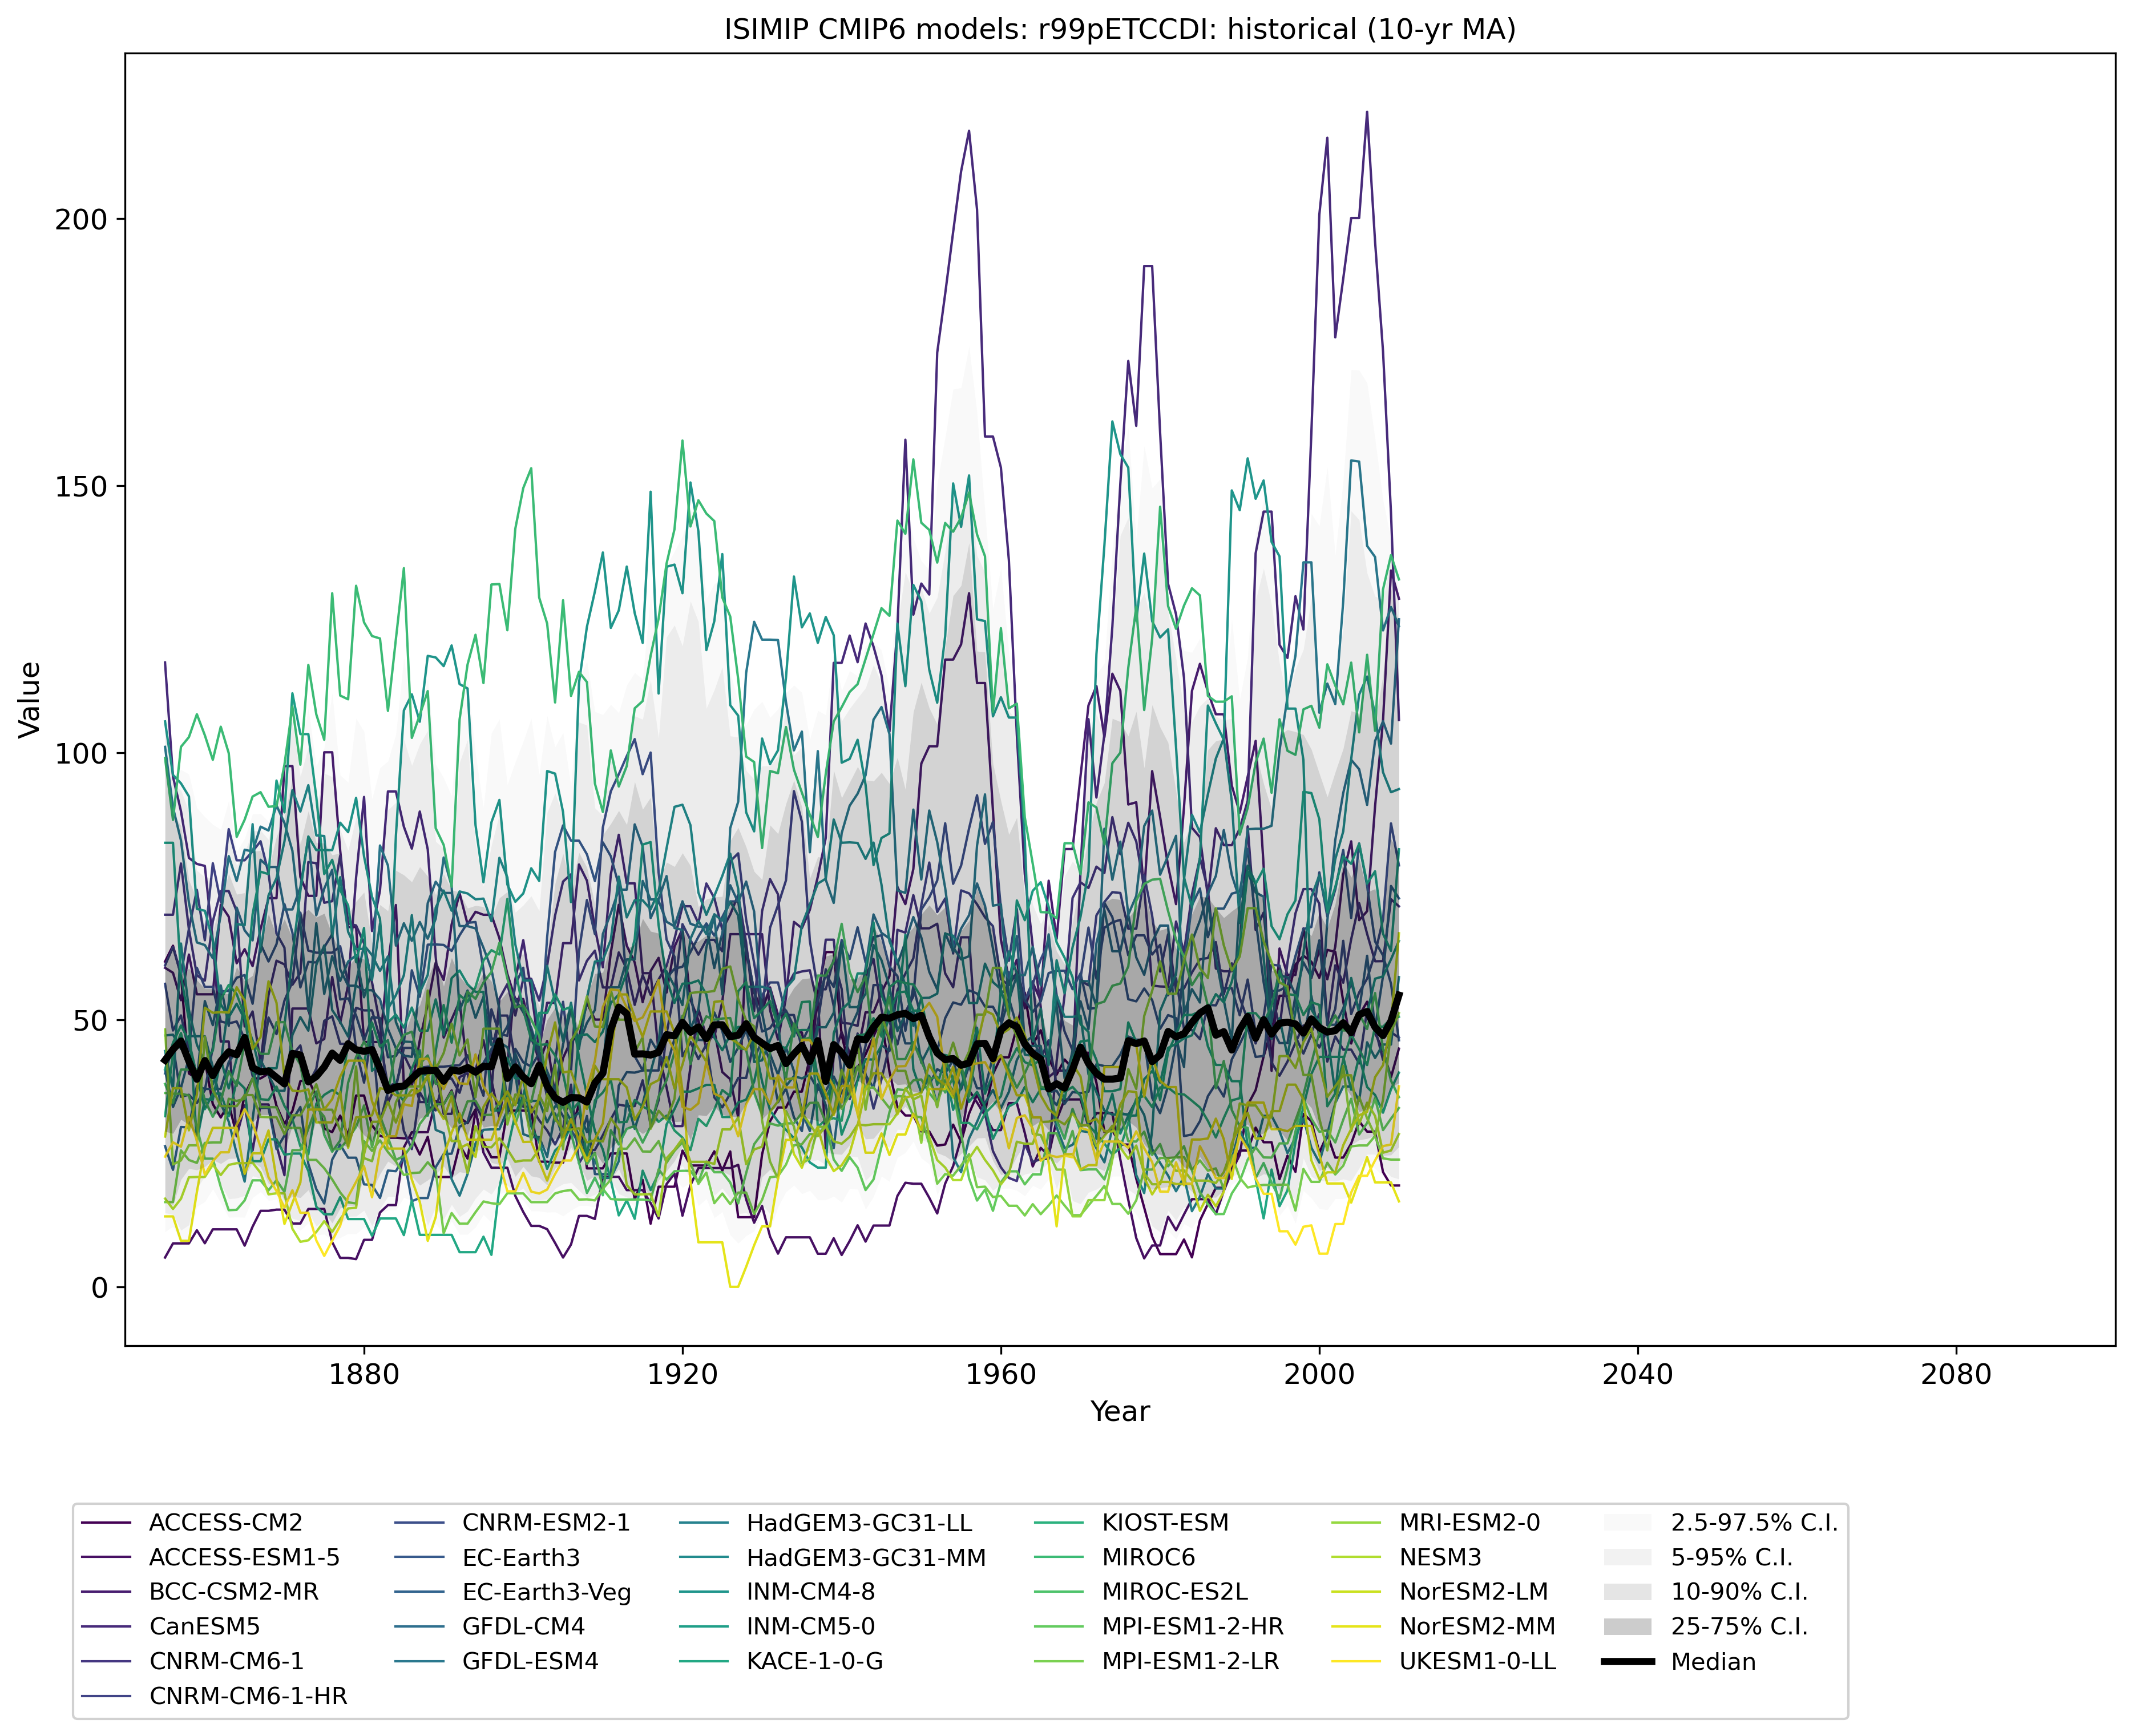 ISIMIP CMIP6 models: r99pETCCDI: historical (10-yr MA)
Value
200
150
100
50
0
1880 1920 1960 2000 2040 2080
Year
ACCESS-CM2
ACCESS-ESM1-5
BCC-CSM2-MR
CanESM5
CNRM-CM6-1
CNRM-CM6-1-HR
CNRM-ESM2-1
EC-Earth3
EC-Earth3-Veg
GFDL-CM4
GFDL-ESM4
HadGEM3-GC31-LL
HadGEM3-GC31-MM
INM-CM4-8
INM-CM5-0
KACE-1-0-G
KIOST-ESM
MIROC6
MIROC-ES2L
MPI-ESM1-2-HR
MPI-ESM1-2-LR
MRI-ESM2-0
NESM3
NorESM2-LM
NorESM2-MM
UKESM1-0-LL
2.5-97.5% C.I.
5-95% C.I.
10-90% C.I.
25-75% C.I.
Median